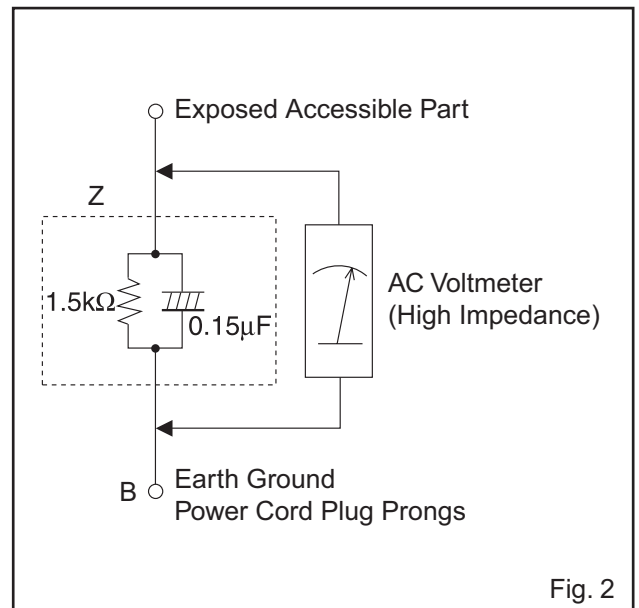 Exposed Accessible Part
Z
1.5kΩ
0.15μF
AC Voltmeter
(High Impedance)
B
Earth Ground
Power Cord Plug Prongs
Fig. 2